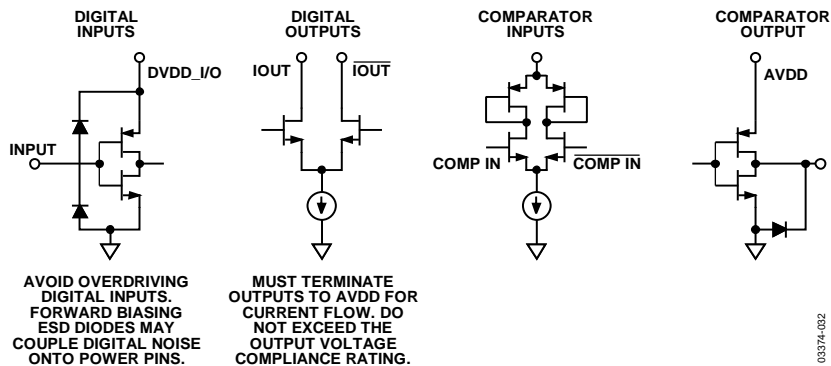 DIGITAL
INPUTS
DVDD_I/O
INPUT
AVOID OVERDRIVING
DIGITAL INPUTS.
FORWARD BIASING
ESD DIODES MAY
COUPLE DIGITAL NOISE
ONTO POWER PINS.
DIGITAL
OUTPUTS
IOUT
IOUT
MUST TERMINATE
OUTPUTS TO AVDD FOR
CURRENT FLOW. DO
NOT EXCEED THE
OUTPUT VOLTAGE
COMPLIANCE RATING.
COMPARATOR
INPUTS
COMP IN
COMP IN
COMPARATOR
OUTPUT
AVDD
03374-032